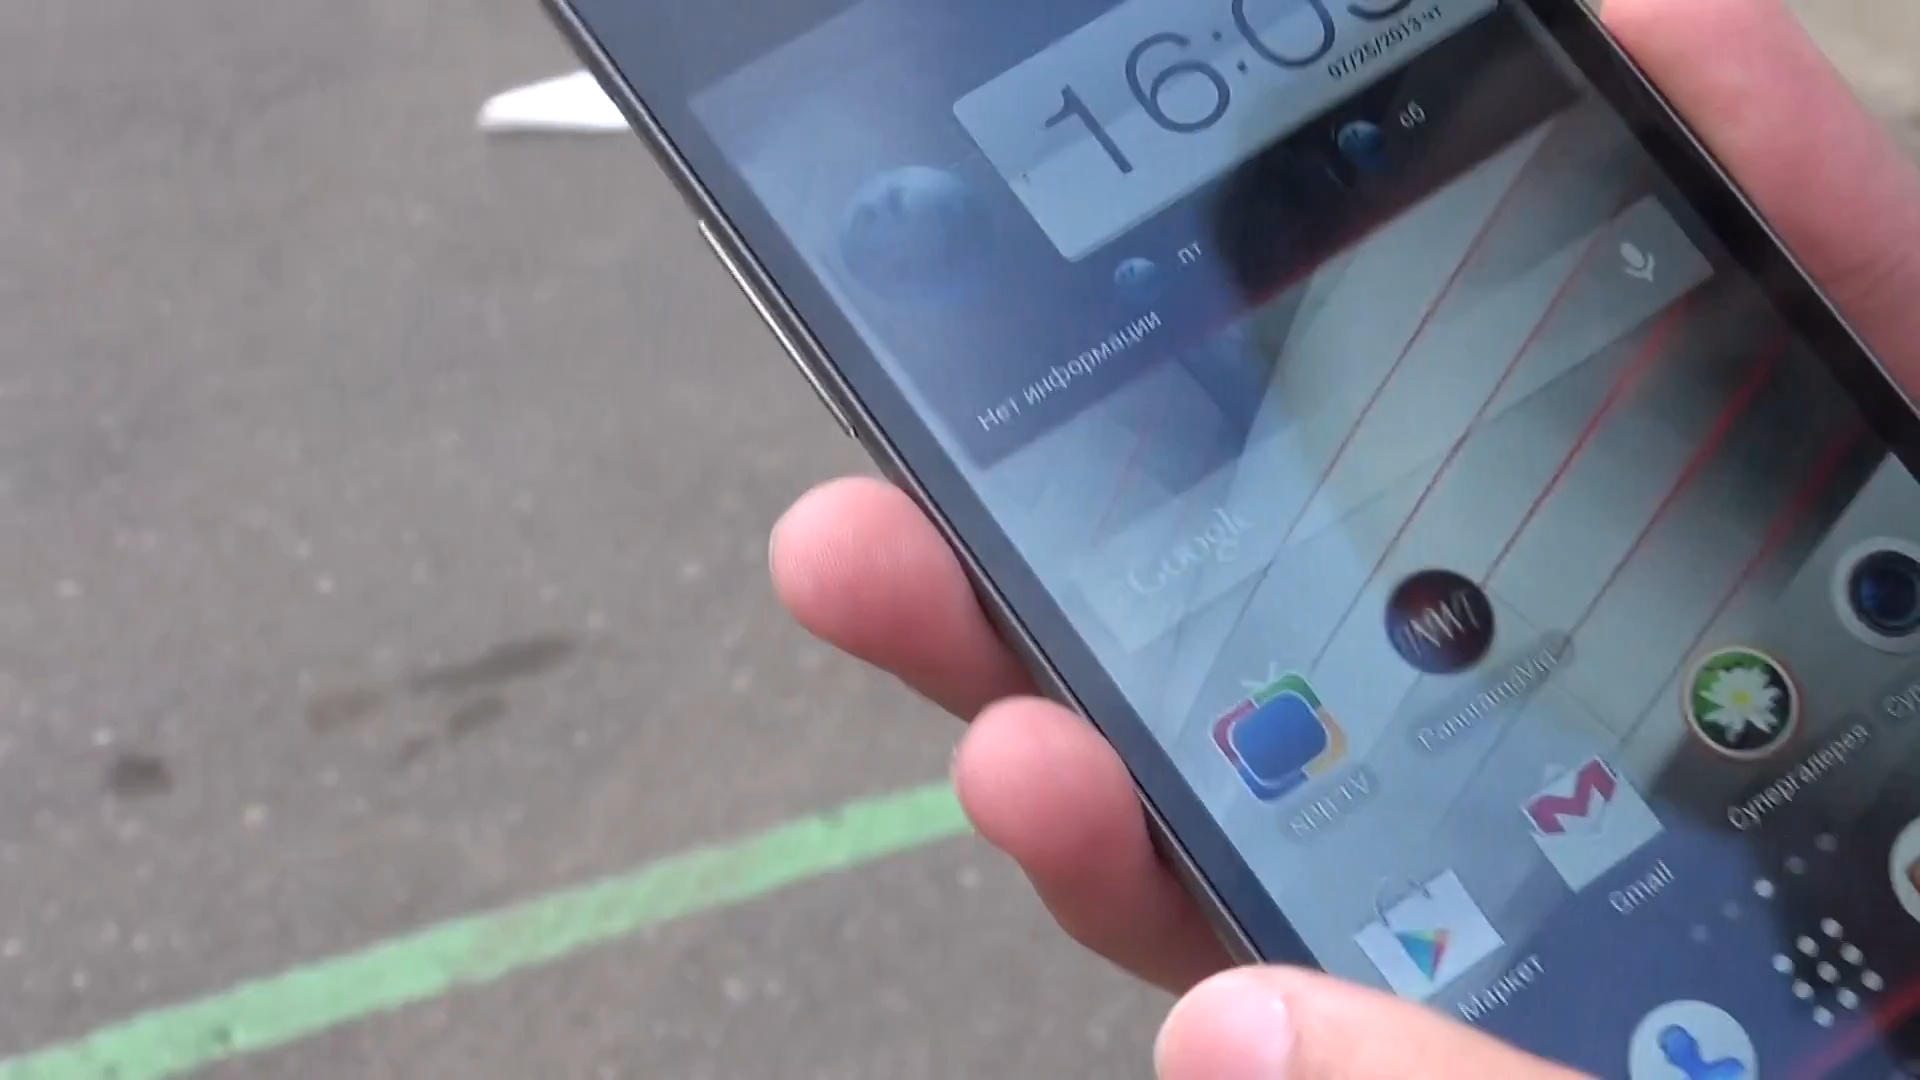 16:0
07/25/2013 чт
сб
пт
Нет информации
Google
Супергалерея
Gmail
Маркет